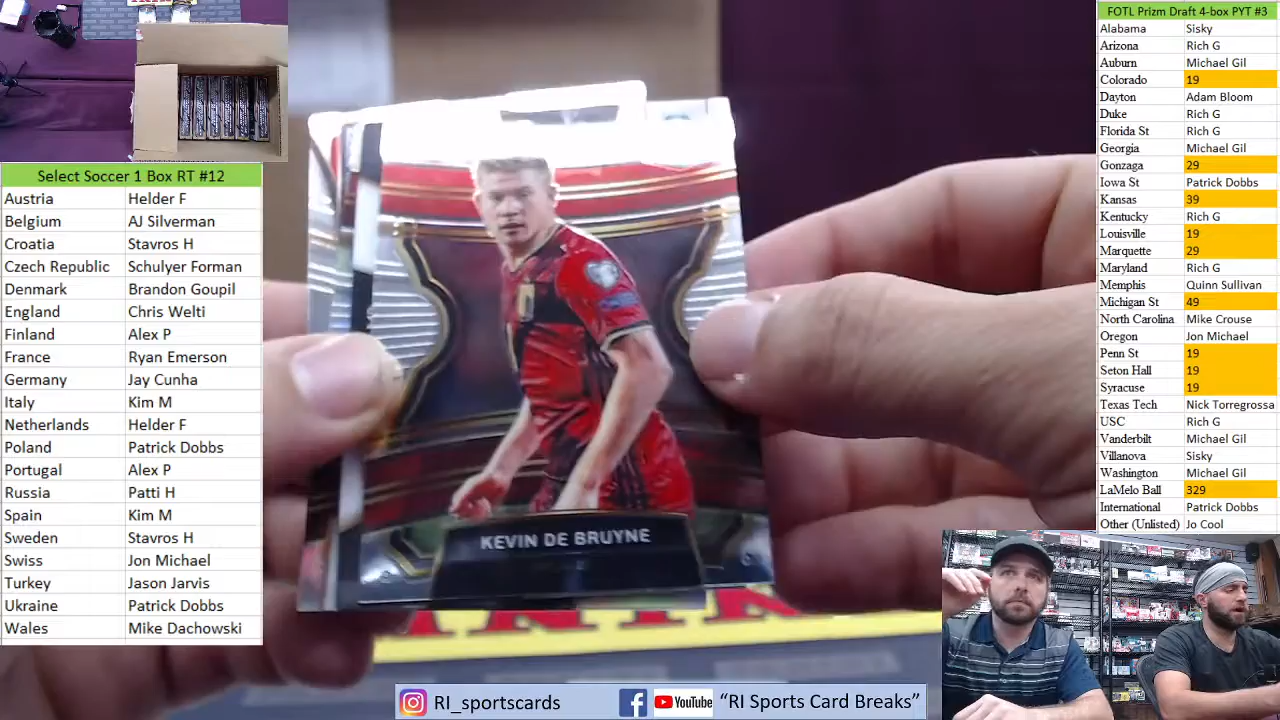 Select Soccer 1 Box RT #12
Austria Helder F
Belgium AJ Silverman
Croatia Stavros H
Czech Republic Schulyer Forman
Denmark Brandon Goupil
England Chris Welti
Finland Alex P
France Ryan Emerson
Germany Jay Cunha
Italy Kim M
Netherlands Helder F
Poland Patrick Dobbs
Portugal Alex P
Russia Patti H
Spain Kim M
Sweden Stavros H
Swiss Jon Michael
Turkey Jason Jarvis
Ukraine Patrick Dobbs
Wales Mike Dachowski
KEVIN DE BRUYNE
RI_sportscards
YouTube "RI Sports Card Breaks"
FOTL Prizm Draft 4-box PYT #3
Alabama Sisky
Arizona Rich G
Auburn Michael Gil
Colorado 19
Dayton Adam Bloom
Duke Rich G
Florida St Rich G
Georgia Michael Gil
Gonzaga 29
Iowa St Patrick Dobbs
Kansas 39
Kentucky Rich G
Louisville 19
Marquette 29
Maryland Rich G
Memphis Quinn Sullivan
Michigan St 49
North Carolina Mike Crouse
Oregon Jon Michael
Penn St 19
Seton Hall 19
Syracuse 19
Texas Tech Nick Torregrossa
USC Rich G
Vanderbilt Michael Gil
Villanova Sisky
Washington Michael Gil
LaMelo Ball 329
International Patrick Dobbs
Other (Unlisted) Jo Cool